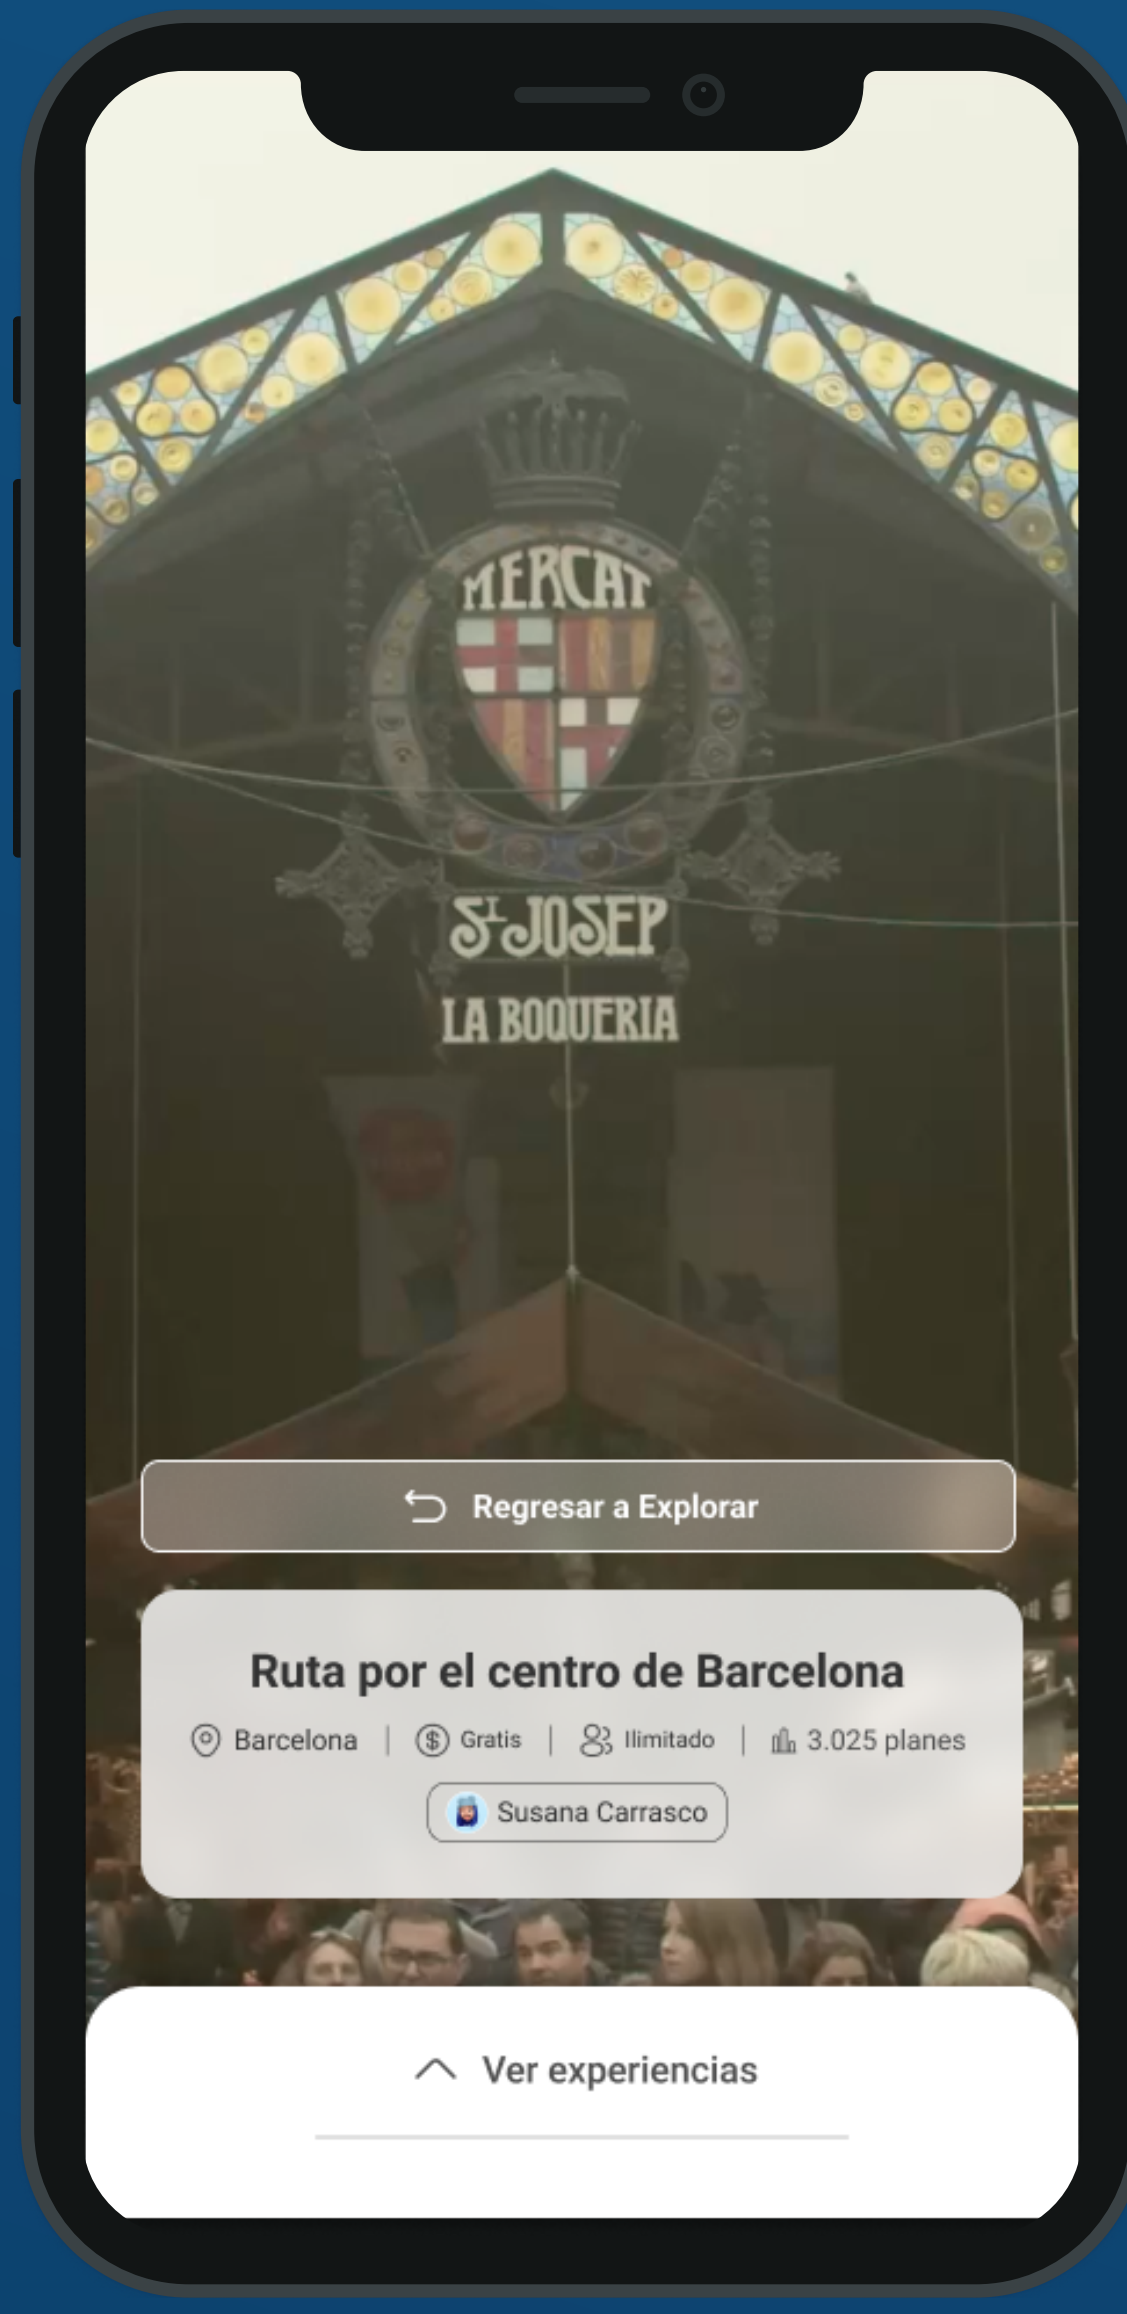 MERCAT
ST JOSEP
LA BOQUERIA
Regresar a Explorar
Ruta por el centro de Barcelona
Barcelona | Gratis | Ilimitado | 3.025 planes
Susana Carrasco
Ver experiencias